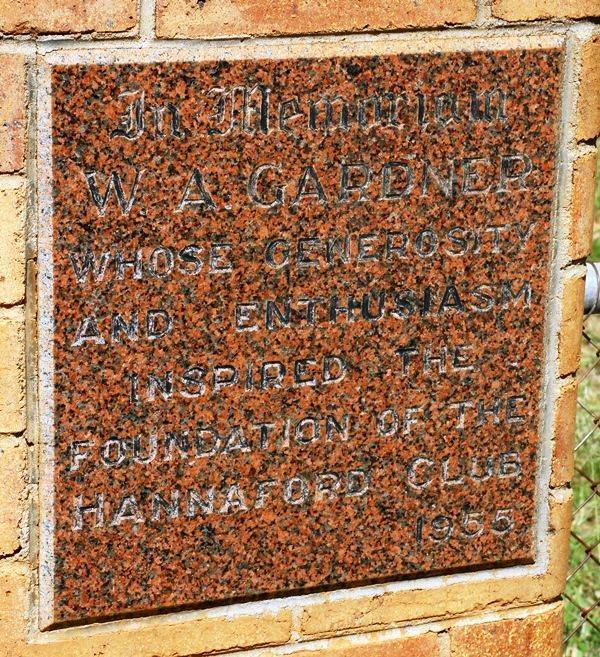 In Memoriam
W. A. GARDNER
WHOSE GENEROSITY
AND ENTHUSIASM
INSPIRED THE
FOUNDATION OF THE
HANNAFORD CLUB
1955